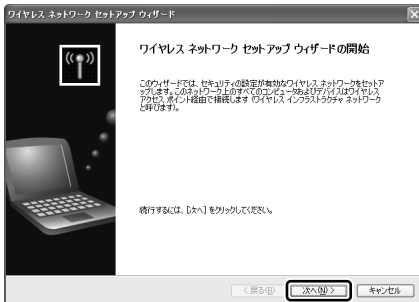 ワイヤレス ネットワーク セットアップ ウィザード
ワイヤレス ネットワーク セットアップ ウィザードの開始
このウィザードでは、セキュリティの設定が有効なワイヤレス ネットワークをセットア
ップします。このネットワーク上のすべてのコンピュータおよびデバイスはワイヤレス
アクセス ポイント経由で接続します (ワイヤレス インフラストラクチャ ネットワーク
と呼びます)。
続行するには、[次へ] をクリックしてください。
< 戻る(B)
次へ(N) >
キャンセル